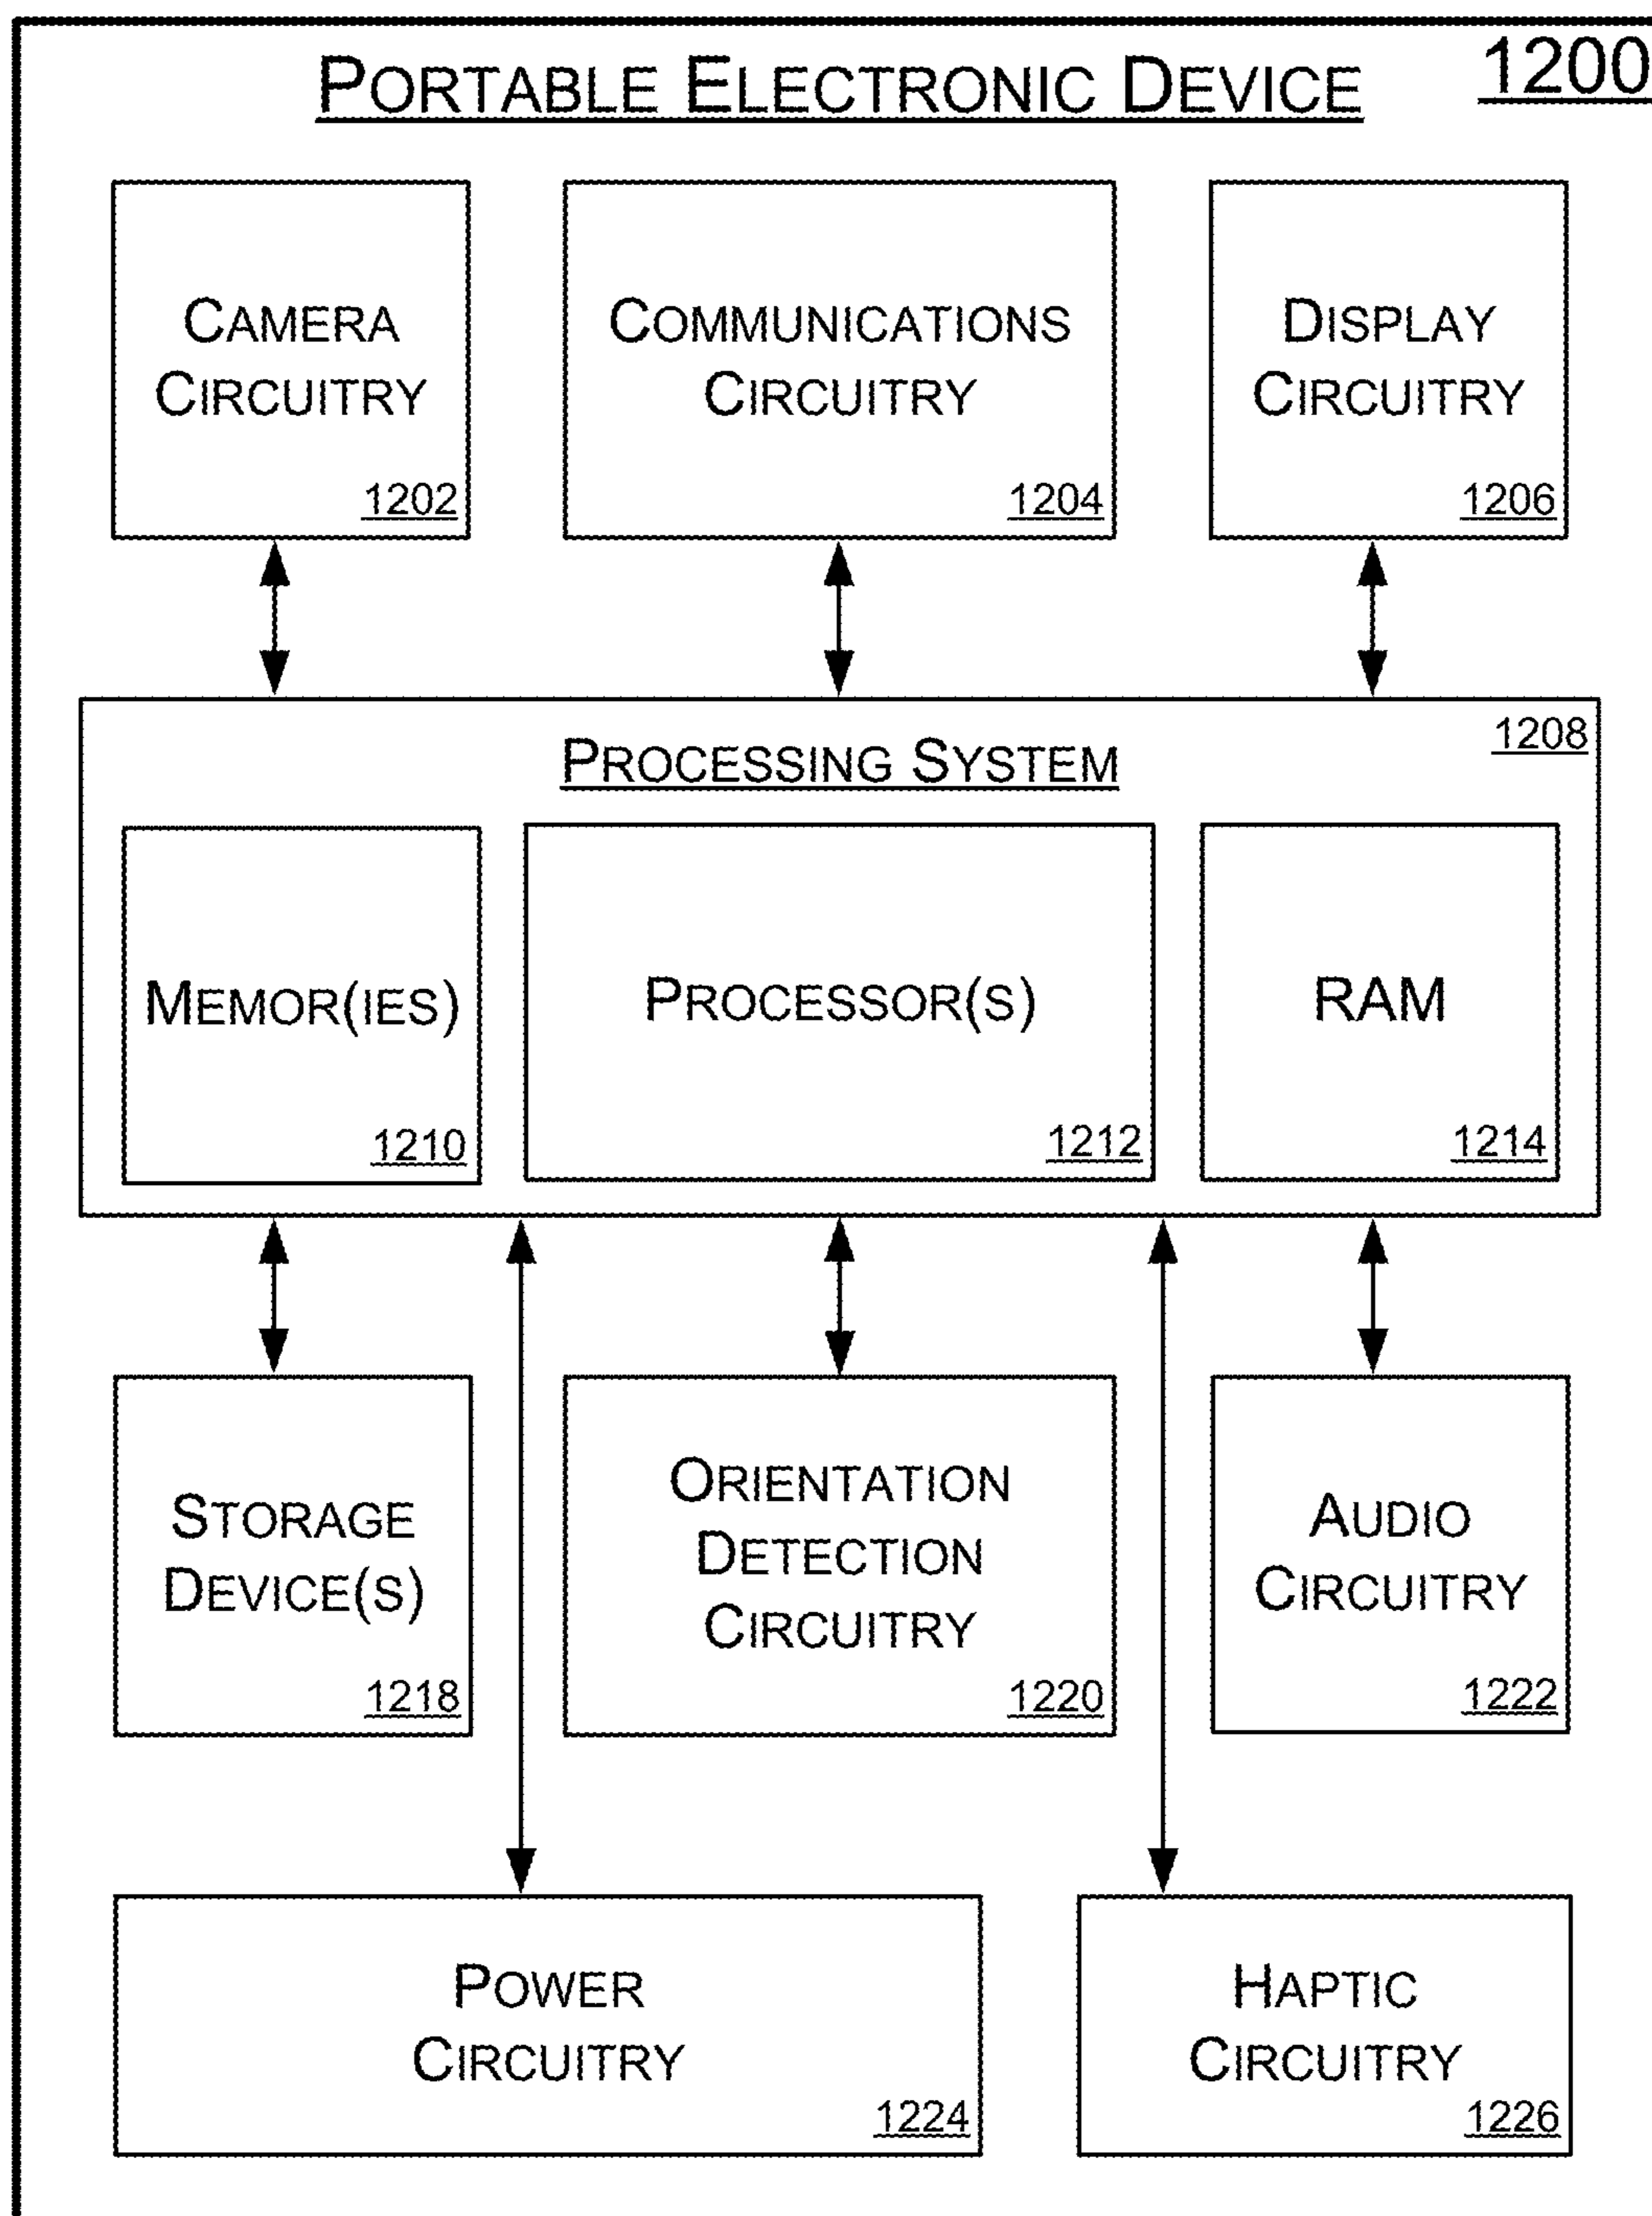 PORTABLE ELECTRONIC DEVICE 1200
CAMERA
CIRCUITRY
1202
COMMUNICATIONS
CIRCUITRY
1204
DISPLAY
CIRCUITRY
1206
PROCESSING SYSTEM
1208
MEMOR(IES)
1210
PROCESSOR(S)
1212
RAM
1214
STORAGE
DEVICE(S)
1218
ORIENTATION
DETECTION
CIRCUITRY
1220
AUDIO
CIRCUITRY
1222
POWER
CIRCUITRY
1224
HAPTIC
CIRCUITRY
1226